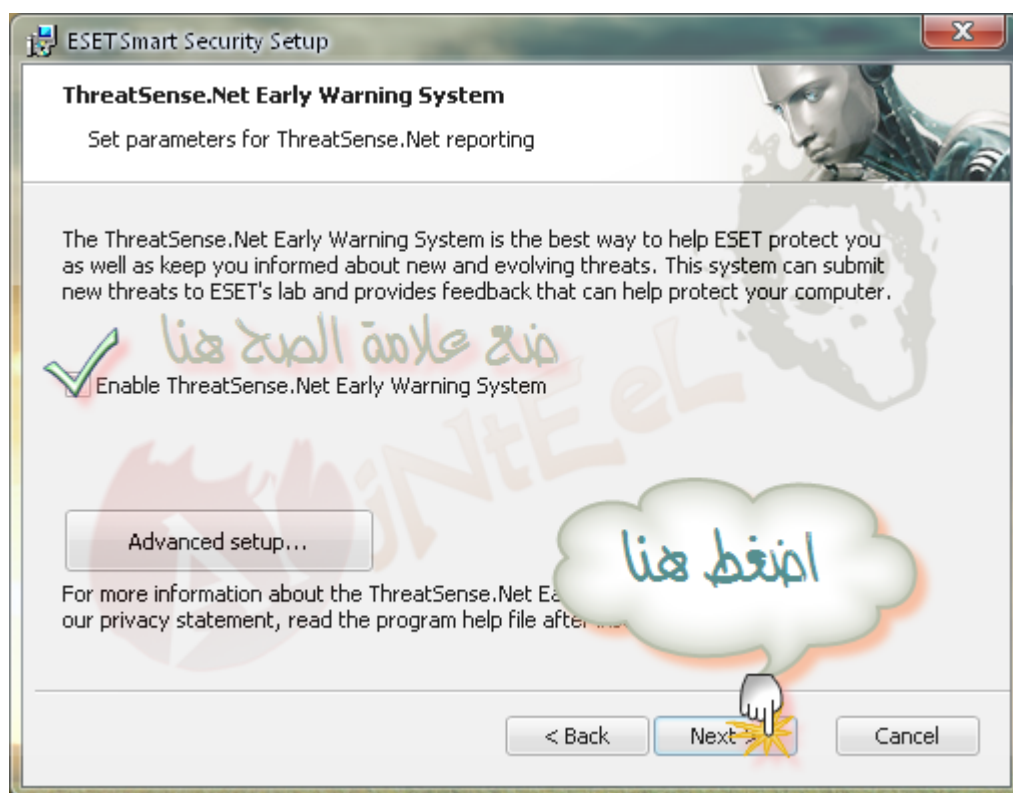 ESET Smart Security Setup
ThreatSense.Net Early Warning System
Set parameters for ThreatSense.Net reporting
The ThreatSense.Net Early Warning System is the best way to help ESET protect you
as well as keep you informed about new and evolving threats. This system can submit
new threats to ESET's lab and provides feedback that can help protect your computer.
ضع علامة الصح هنا
Enable ThreatSense.Net Early Warning System
AljNtEeL
Advanced setup...
اضغط هنا
For more information about the ThreatSense.Net
our privacy statement, read the program help file
< Back
Next >
Cancel